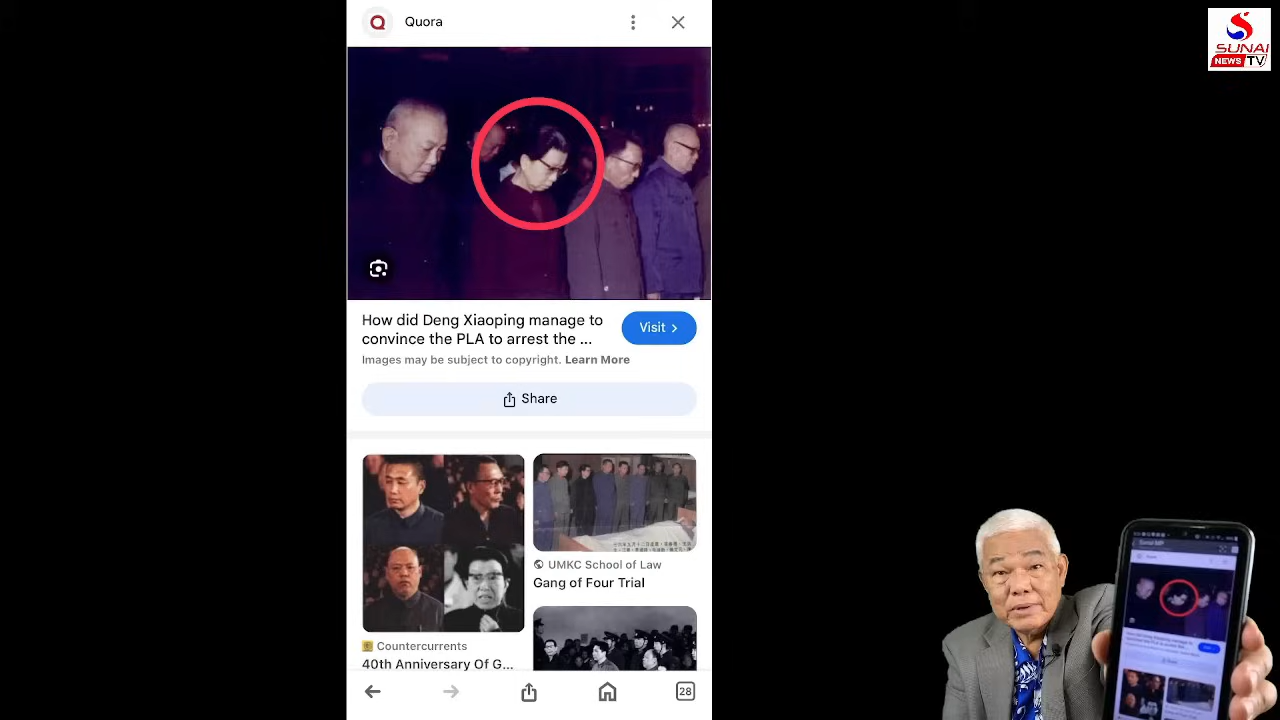 Quora
SUNAI
NEWS TV
How did Deng Xiaoping manage to
convince the PLA to arrest the ...
Visit
Images may be subject to copyright. Learn More
Share
UMKC School of Law
Gang of Four Trial
Countercurrents
40th Anniversary Of G...
28